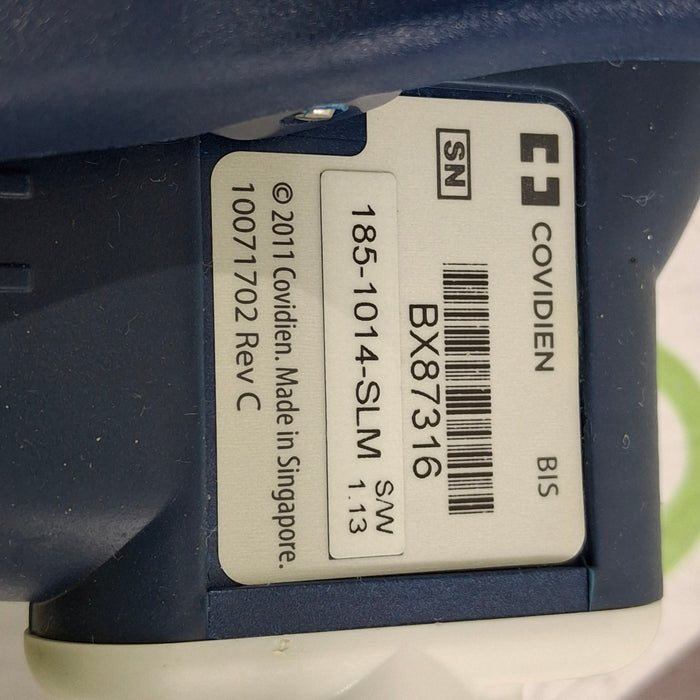 COVIDIEN BIS
SN
BX87316
185-1014-SLM S/W 1.13
© 2011 Covidien. Made in Singapore.
10071702 Rev C